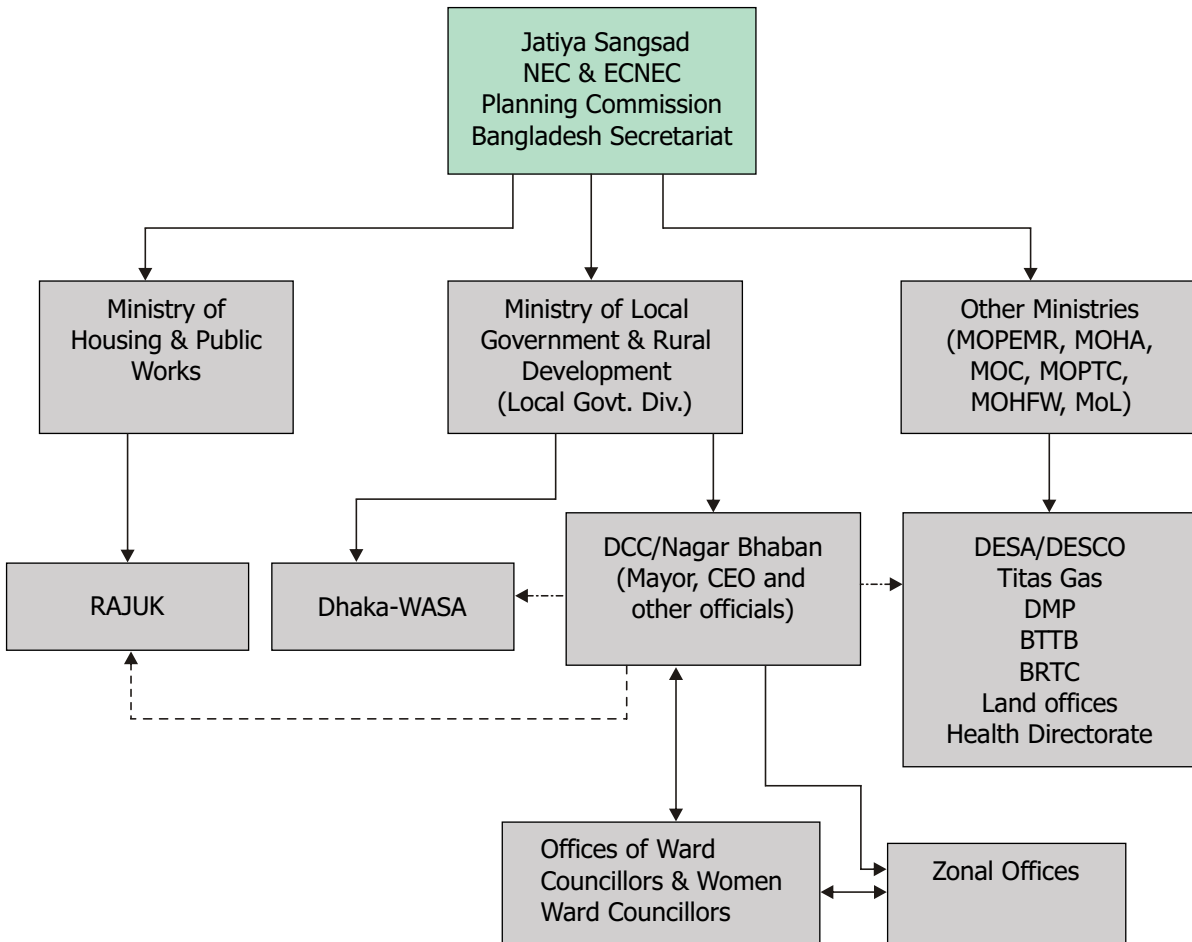 Jatiya Sangsad
NEC & ECNEC
Planning Commission
Bangladesh Secretariat
Ministry of
Housing & Public
Works
Ministry of Local
Government & Rural
Development
(Local Govt. Div.)
Other Ministries
(MOPEMR, MOHA,
MOC, MOPTC,
MOHFW, MoL)
RAJUK
Dhaka-WASA
DCC/Nagar Bhaban
(Mayor, CEO and
other officials)
DESA/DESCO
Titas Gas
DMP
BTTB
BRTC
Land offices
Health Directorate
Offices of Ward
Councillors & Women
Ward Councillors
Zonal Offices